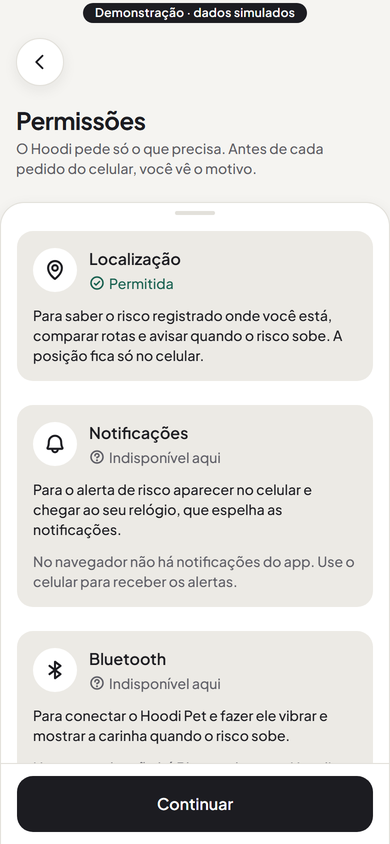 Demonstração · dados simulados
Permissões
O Hoodi pede só o que precisa. Antes de cada
pedido do celular, você vê o motivo.
Localização
Permitida
Para saber o risco registrado onde você está,
comparar rotas e avisar quando o risco sobe. A
posição fica só no celular.
Notificações
Indisponível aqui
Para o alerta de risco aparecer no celular e
chegar ao seu relógio, que espelha as
notificações.
No navegador não há notificações do app. Use o
celular para receber os alertas.
Bluetooth
Indisponível aqui
Para conectar o Hoodi Pet e fazer ele vibrar e
mostrar a carinha quando o risco sobe.
Continuar